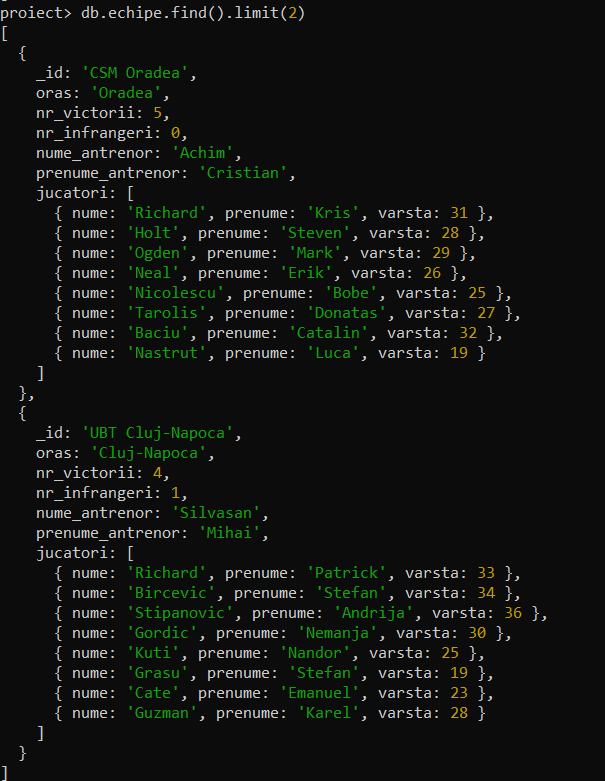 proiect> db.echipe.find().limit(2)
[
  {
    _id: 'CSM Oradea',
    oras: 'Oradea',
    nr_victorii: 5,
    nr_infrangeri: 0,
    nume_antrenor: 'Achim',
    prenume_antrenor: 'Cristian',
    jucatori: [
      { nume: 'Richard', prenume: 'Kris', varsta: 31 },
      { nume: 'Holt', prenume: 'Steven', varsta: 28 },
      { nume: 'Ogden', prenume: 'Mark', varsta: 29 },
      { nume: 'Neal', prenume: 'Erik', varsta: 26 },
      { nume: 'Nicolescu', prenume: 'Bobe', varsta: 25 },
      { nume: 'Tarolis', prenume: 'Donatas', varsta: 27 },
      { nume: 'Baciu', prenume: 'Catalin', varsta: 32 },
      { nume: 'Nastrut', prenume: 'Luca', varsta: 19 }
    ]
  },
  {
    _id: 'UBT Cluj-Napoca',
    oras: 'Cluj-Napoca',
    nr_victorii: 4,
    nr_infrangeri: 1,
    nume_antrenor: 'Silvasan',
    prenume_antrenor: 'Mihai',
    jucatori: [
      { nume: 'Richard', prenume: 'Patrick', varsta: 33 },
      { nume: 'Bircevic', prenume: 'Stefan', varsta: 34 },
      { nume: 'Stipanovic', prenume: 'Andrija', varsta: 36 },
      { nume: 'Gordic', prenume: 'Nemanja', varsta: 30 },
      { nume: 'Kuti', prenume: 'Nandor', varsta: 25 },
      { nume: 'Grasu', prenume: 'Stefan', varsta: 19 },
      { nume: 'Cate', prenume: 'Emanuel', varsta: 23 },
      { nume: 'Guzman', prenume: 'Karel', varsta: 28 }
    ]
  }
]